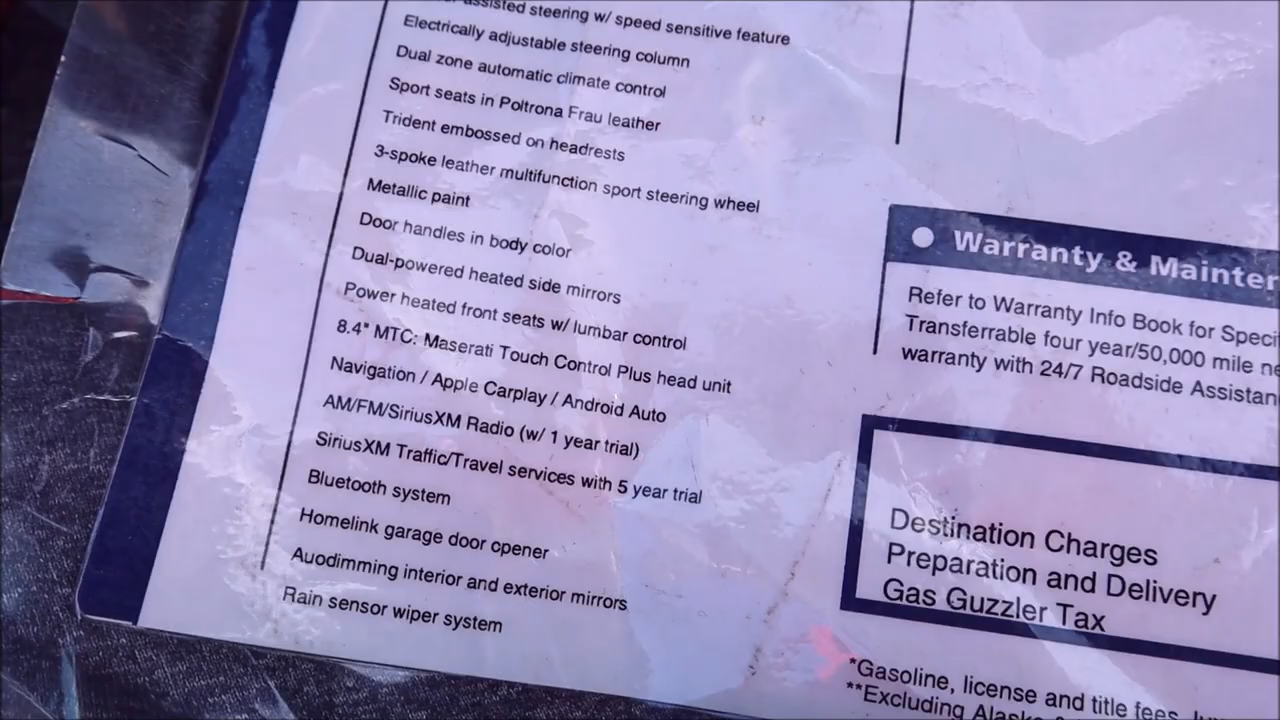 assisted steering w/ speed sensitive feature
Electrically adjustable steering column
Dual zone automatic climate control
Sport seats in Poltrona Frau leather
Trident embossed on headrests
3-spoke leather multifunction sport steering wheel
Metallic paint
Door handles in body color
Dual-powered heated side mirrors
Power heated front seats w/ lumbar control
8.4" MTC: Maserati Touch Control Plus head unit
Navigation / Apple Carplay / Android Auto
AM/FM/SiriusXM Radio (w/ 1 year trial)
SiriusXM Traffic/Travel services with 5 year trial
Bluetooth system
Homelink garage door opener
Auodimming interior and exterior mirrors
Rain sensor wiper system
Warranty & Mainten
Refer to Warranty Info Book for Specif
Transferrable four year/50,000 mile ne
warranty with 24/7 Roadside Assistan
Destination Charges
Preparation and Delivery
Gas Guzzler Tax
*Gasoline, license and title fees,
**Excluding Alaska